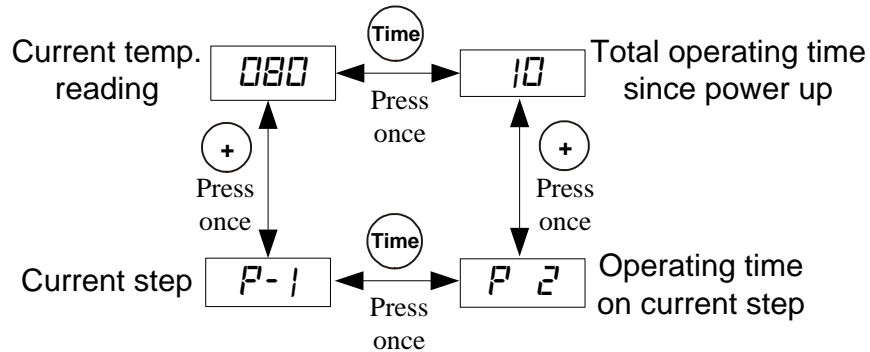 Current temp.
reading
080
Time
Press
once
10
Total operating time
since power up
+
Press
once
+
Press
once
Current step
P-1
Time
Press
once
P 2
Operating time
on current step